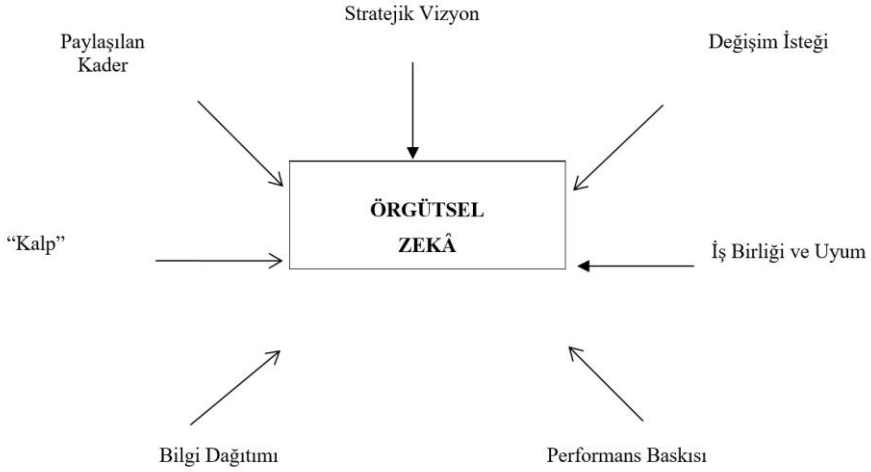 Stratejik Vizyon
Paylaşılan
Kader
Değişim İsteği
ÖRGÜTSEL
ZEKÂ
“Kalp”
İş Birliği ve Uyum
Bilgi Dağıtımı
Performans Baskısı